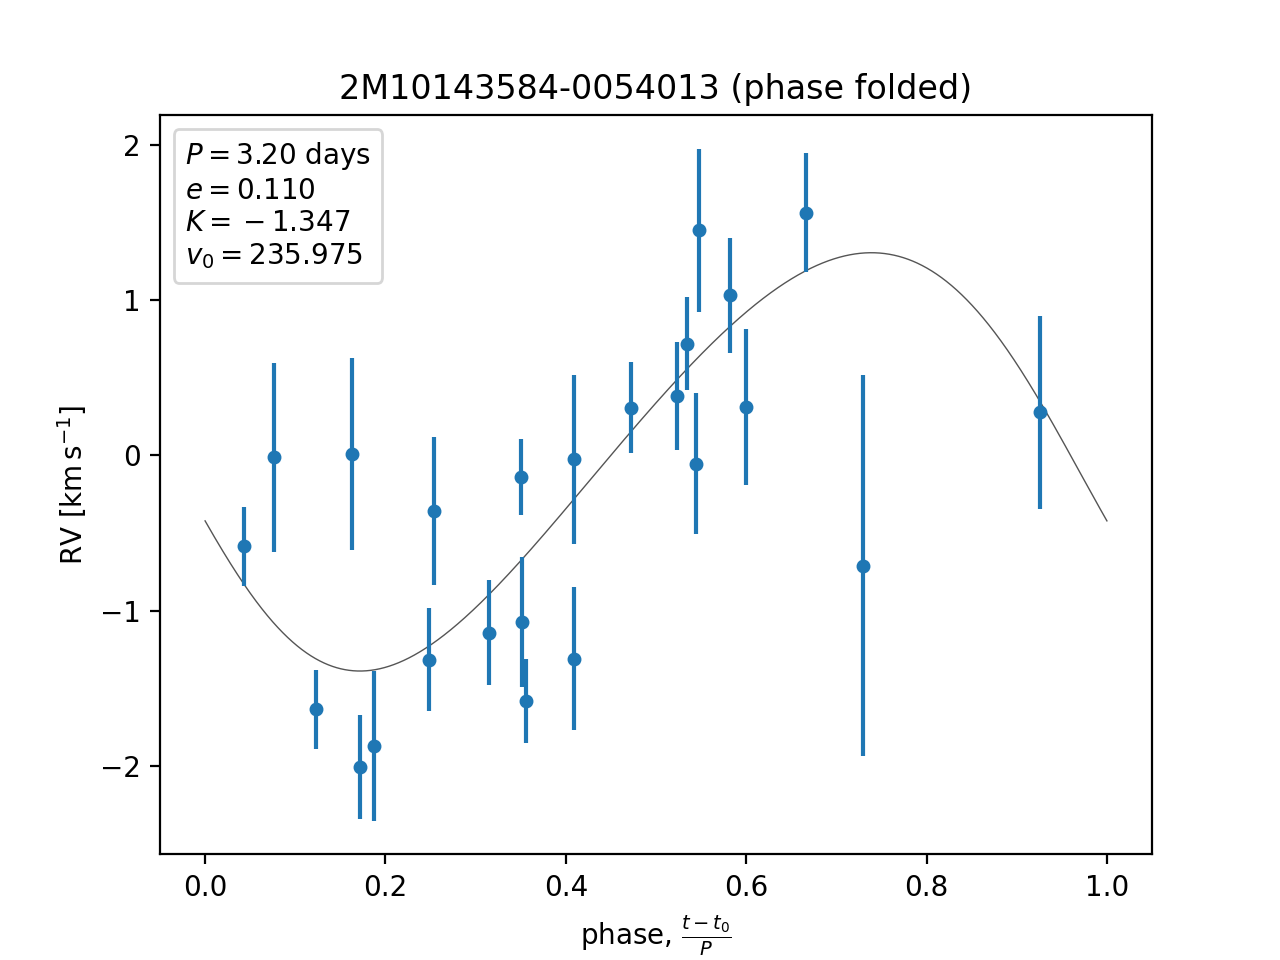 2M10143584-0054013 (phase folded)
P = 3.20 days
e = 0.110
K = −1.347
v₀ = 235.975
RV [km s⁻¹]
2
1
0
−1
−2
0.0 0.2 0.4 0.6 0.8 1.0
phase, (t − t₀)/P